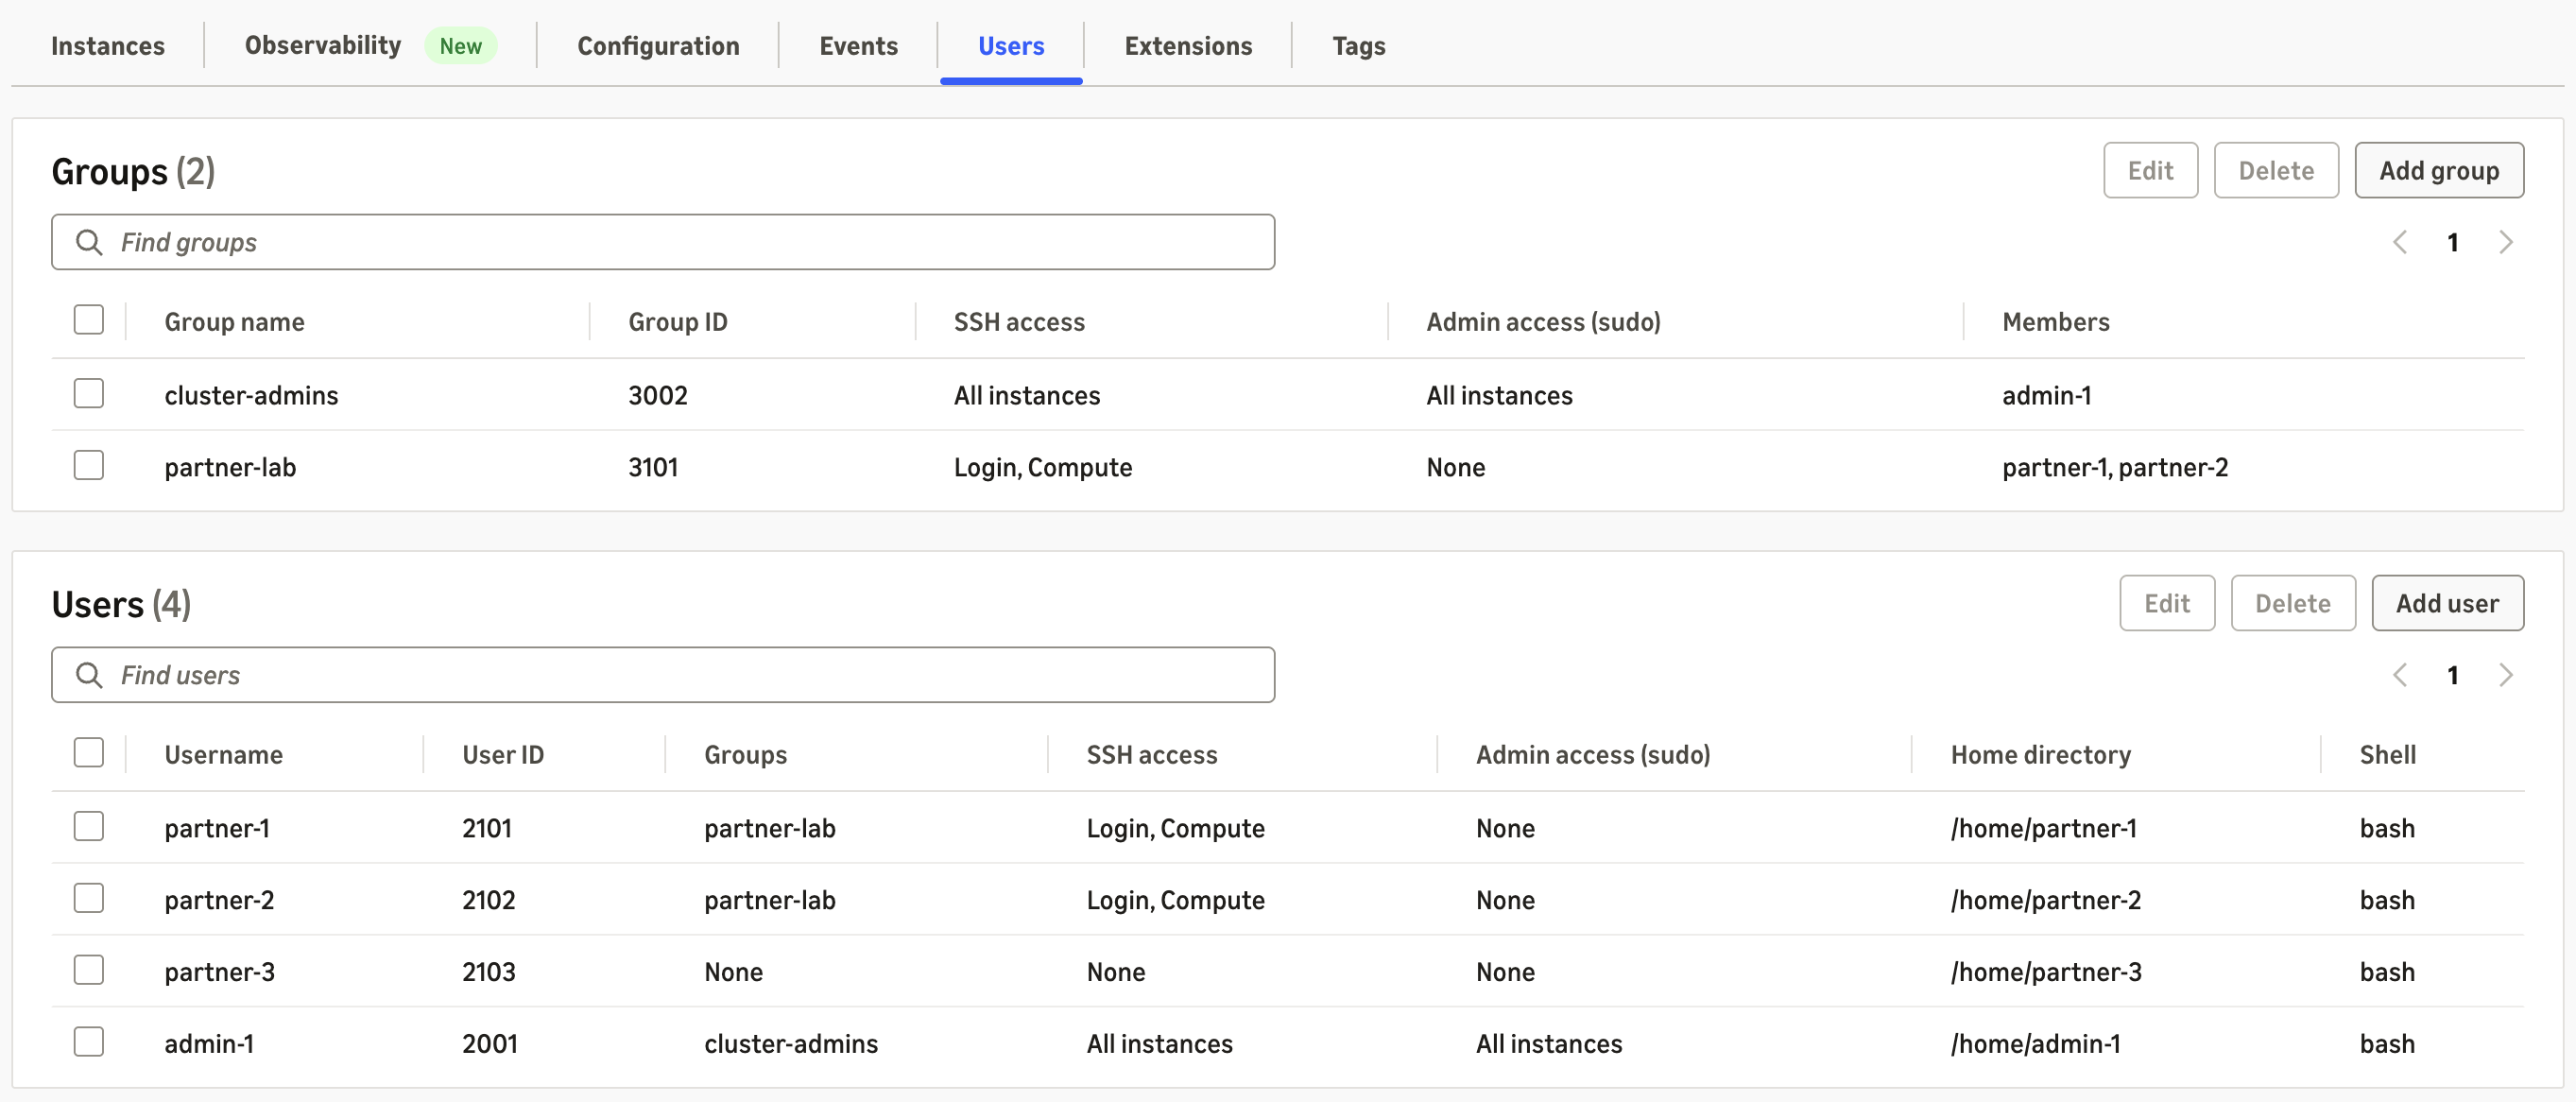 Instances Observability New Configuration Events Users Extensions Tags
Groups (2) Edit Delete Add group
Find groups 1
Group name Group ID SSH access Admin access (sudo) Members
cluster-admins 3002 All instances All instances admin-1
partner-lab 3101 Login, Compute None partner-1, partner-2
Users (4) Edit Delete Add user
Find users 1
Username User ID Groups SSH access Admin access (sudo) Home directory Shell
partner-1 2101 partner-lab Login, Compute None /home/partner-1 bash
partner-2 2102 partner-lab Login, Compute None /home/partner-2 bash
partner-3 2103 None None None /home/partner-3 bash
admin-1 2001 cluster-admins All instances All instances /home/admin-1 bash